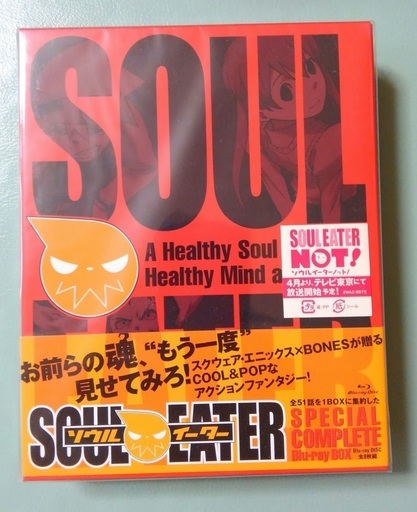 SOUL
A Healthy Soul
Healthy Mind a
SOUL EATER
NOT!
ソウルイーターノット!
4月より、テレビ東京にて
放送開始予定!
EATER
お前らの魂、“もう一度”
見せてみろ!
スクウェア・エニックス×BONESが贈る
COOL&POPな
アクションファンタジー!
SOUL EATER
ソウル イーター
Blu-ray Disc
全51話を1BOXに集約した
SPECIAL
COMPLETE
Blu-ray BOX